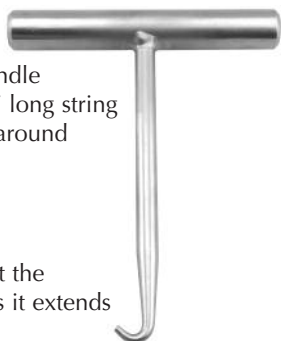 ndle
long string
around
t the
s it extends